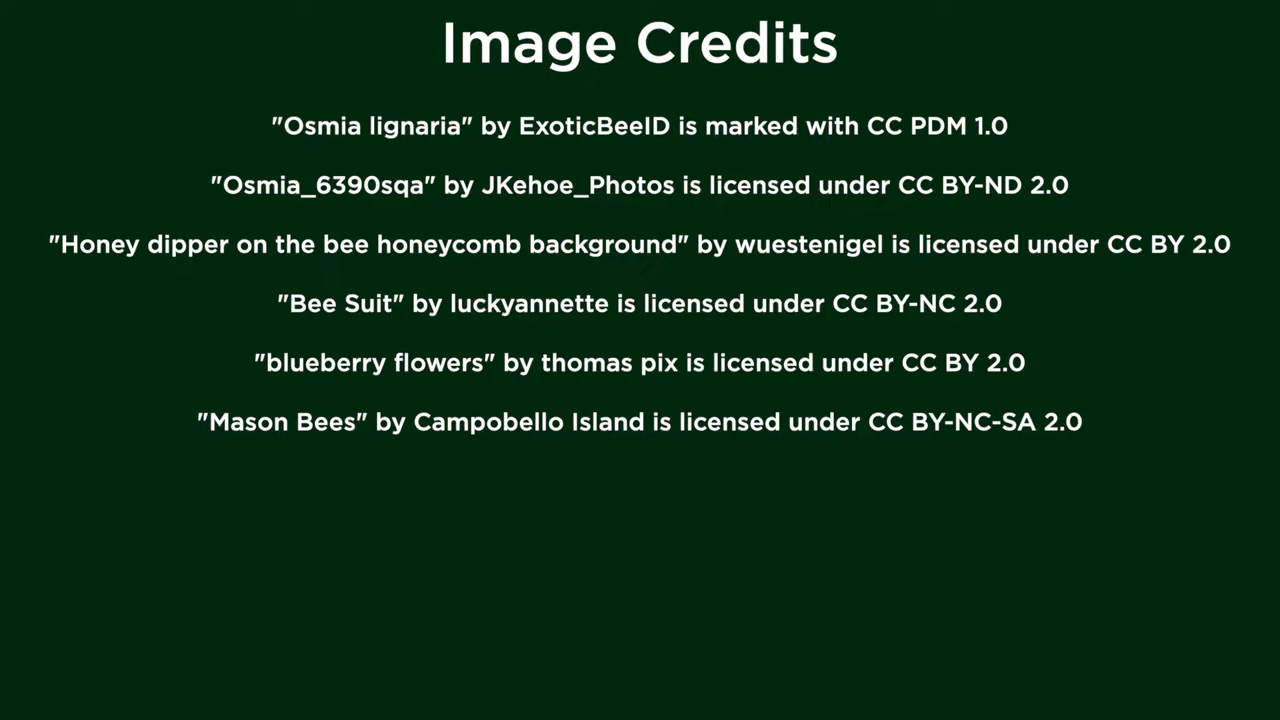 Image Credits
"Osmia lignaria" by ExoticBeeID is marked with CC PDM 1.0
"Osmia_6390sqa" by JKehoe_Photos is licensed under CC BY-ND 2.0
"Honey dipper on the bee honeycomb background" by wuestenigel is licensed under CC BY 2.0
"Bee Suit" by luckyannette is licensed under CC BY-NC 2.0
"blueberry flowers" by thomas pix is licensed under CC BY 2.0
"Mason Bees" by Campobello Island is licensed under CC BY-NC-SA 2.0